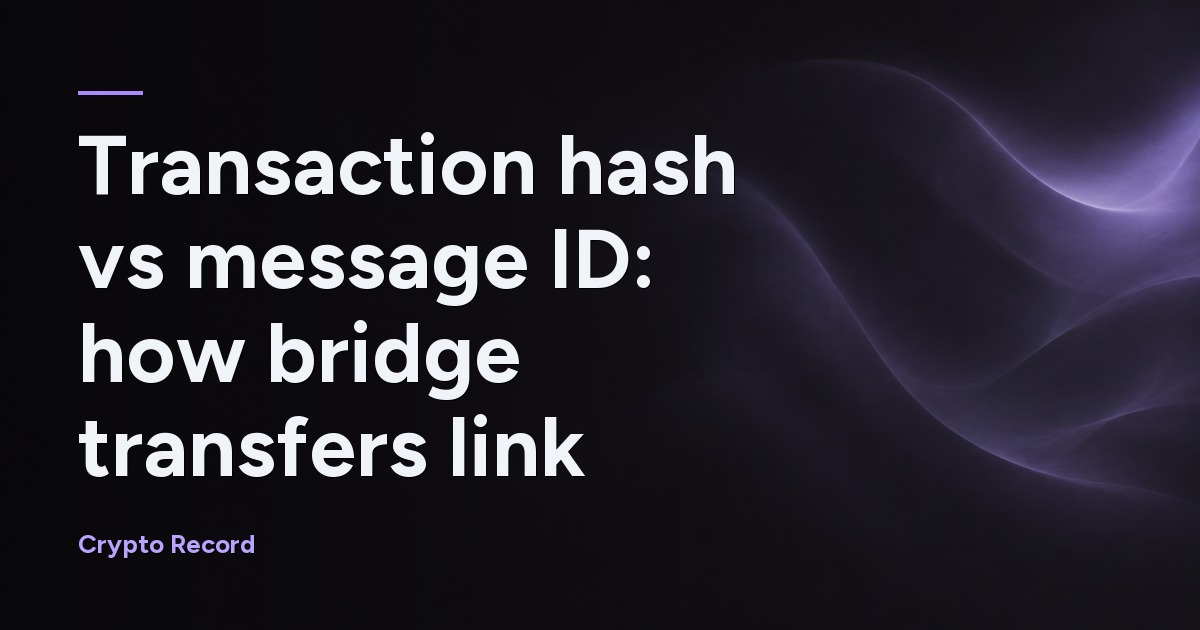 Transaction hash
vs message ID:
how bridge
transfers link
Crypto Record